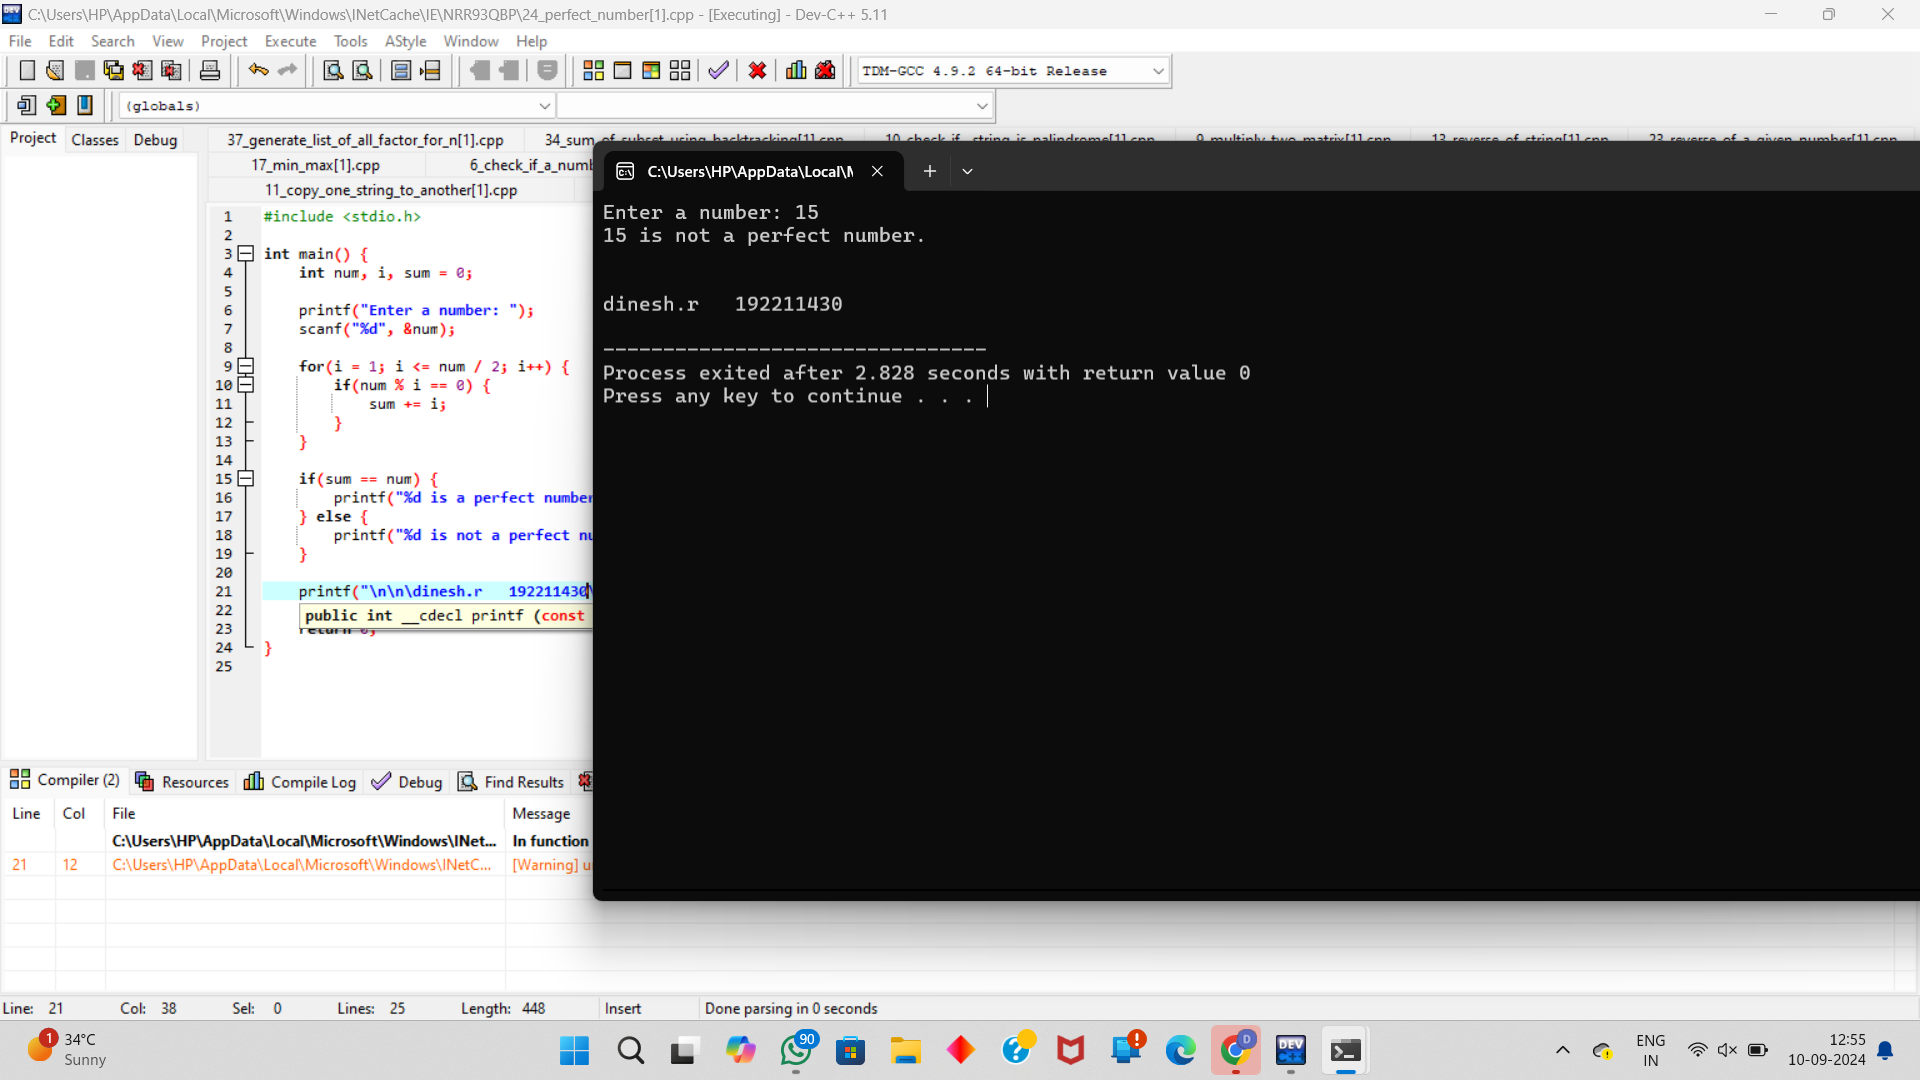 C:\Users\HP\AppData\Local\Microsoft\Windows\INetCache\IE\NRR93QBP\24_perfect_number[1].cpp - [Executing] - Dev-C++ 5.11
File Edit Search View Project Execute Tools AStyle Window Help
TDM-GCC 4.9.2 64-bit Release
(globals)
Project Classes Debug
37_generate_list_of_all_factor_for_n[1].cpp 34_sum_of_subset_using_backtracking[1].cpp 10_check_if_string_is_palindrome[1].cpp 9_multiply_two_matrix[1].cpp 13_reverse_of_string[1].cpp 23_reverse_of_a_given_number[1].cpp
17_min_max[1].cpp 6_check_if_a_numb
11_copy_one_string_to_another[1].cpp
1 #include <stdio.h>
2
3 int main() {
4 int num, i, sum = 0;
5
6 printf("Enter a number: ");
7 scanf("%d", &num);
8
9 for(i = 1; i <= num / 2; i++) {
10 if(num % i == 0) {
11 sum += i;
12 }
13 }
14
15 if(sum == num) {
16 printf("%d is a perfect number
17 } else {
18 printf("%d is not a perfect nu
19 }
20
21 printf("\n\n\dinesh.r   192211430\
22 public int __cdecl printf (const
23 return 0;
24 }
25
C:\Users\HP\AppData\Local\M
Enter a number: 15
15 is not a perfect number.
dinesh.r   192211430
--------------------------------
Process exited after 2.828 seconds with return value 0
Press any key to continue . . .
Compiler (2) Resources Compile Log Debug Find Results
Line Col File Message
C:\Users\HP\AppData\Local\Microsoft\Windows\INet... In function
21 12 C:\Users\HP\AppData\Local\Microsoft\Windows\INetC... [Warning] u
Line: 21 Col: 38 Sel: 0 Lines: 25 Length: 448 Insert Done parsing in 0 seconds
1 34°C
Sunny
90
D
DEV
C++
ENG
IN
12:55
10-09-2024